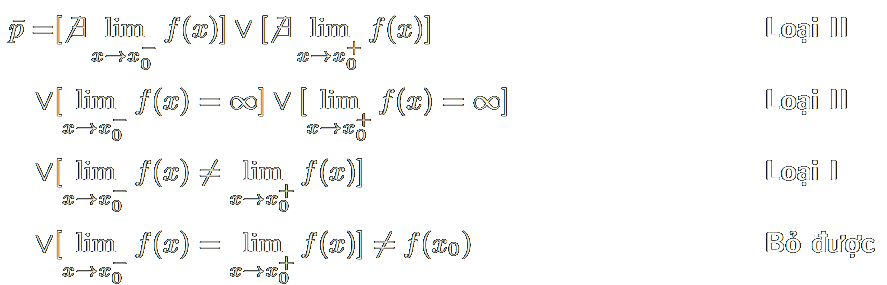 p̄ = [∄ lim_{x→x₀⁻} f(x)] ∨ [∄ lim_{x→x₀⁺} f(x)] Loại II
∨[ lim_{x→x₀⁻} f(x) = ∞] ∨ [ lim_{x→x₀⁺} f(x) = ∞] Loại II
∨[ lim_{x→x₀⁻} f(x) ≠ lim_{x→x₀⁺} f(x)] Loại I
∨[ lim_{x→x₀⁻} f(x) = lim_{x→x₀⁺} f(x)] ≠ f(x₀) Bỏ được